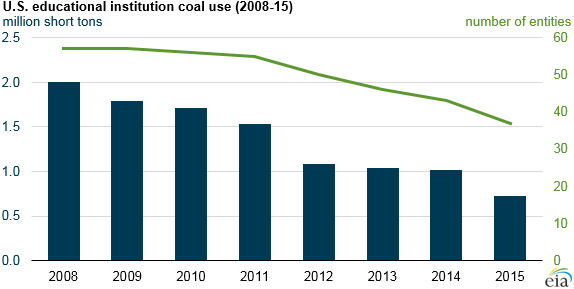 U.S. educational institution coal use (2008-15)
million short tons number of entities
2.5 60
50
2.0
40
1.5
30
1.0
20
0.5
10
0.0 0
2008 2009 2010 2011 2012 2013 2014 2015
eia